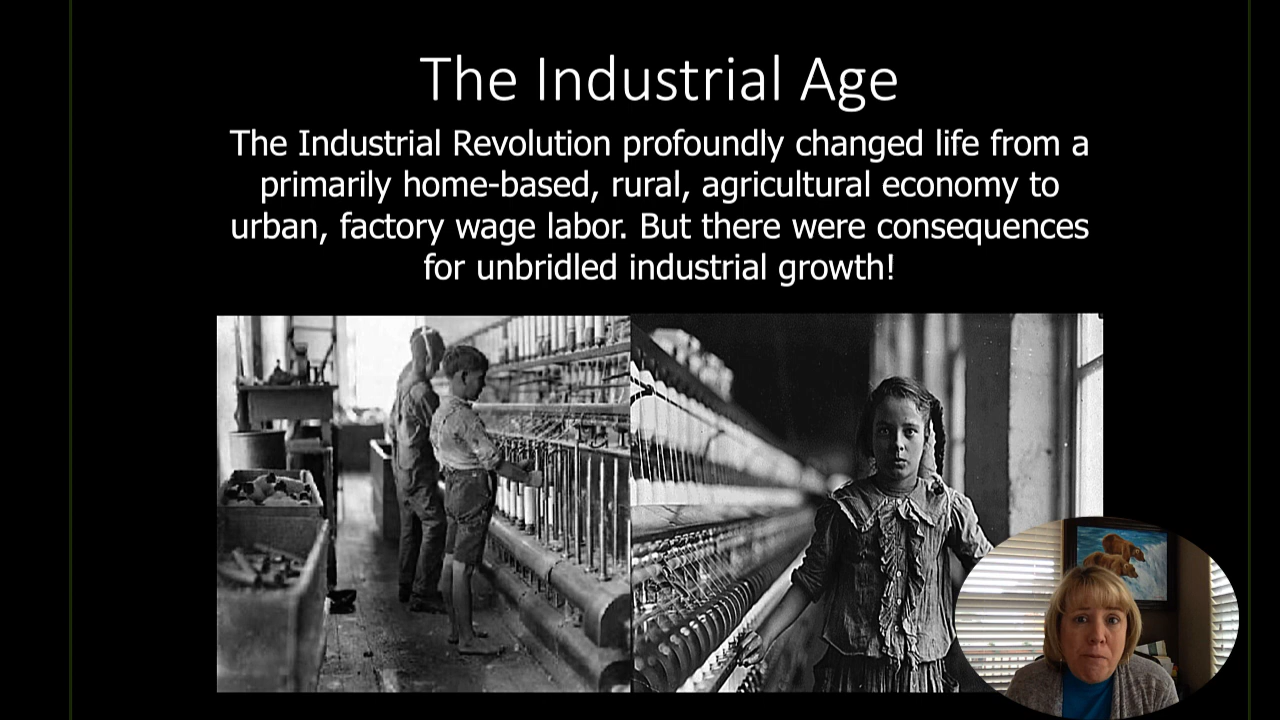 The Industrial Age
The Industrial Revolution profoundly changed life from a
primarily home-based, rural, agricultural economy to
urban, factory wage labor. But there were consequences
for unbridled industrial growth!